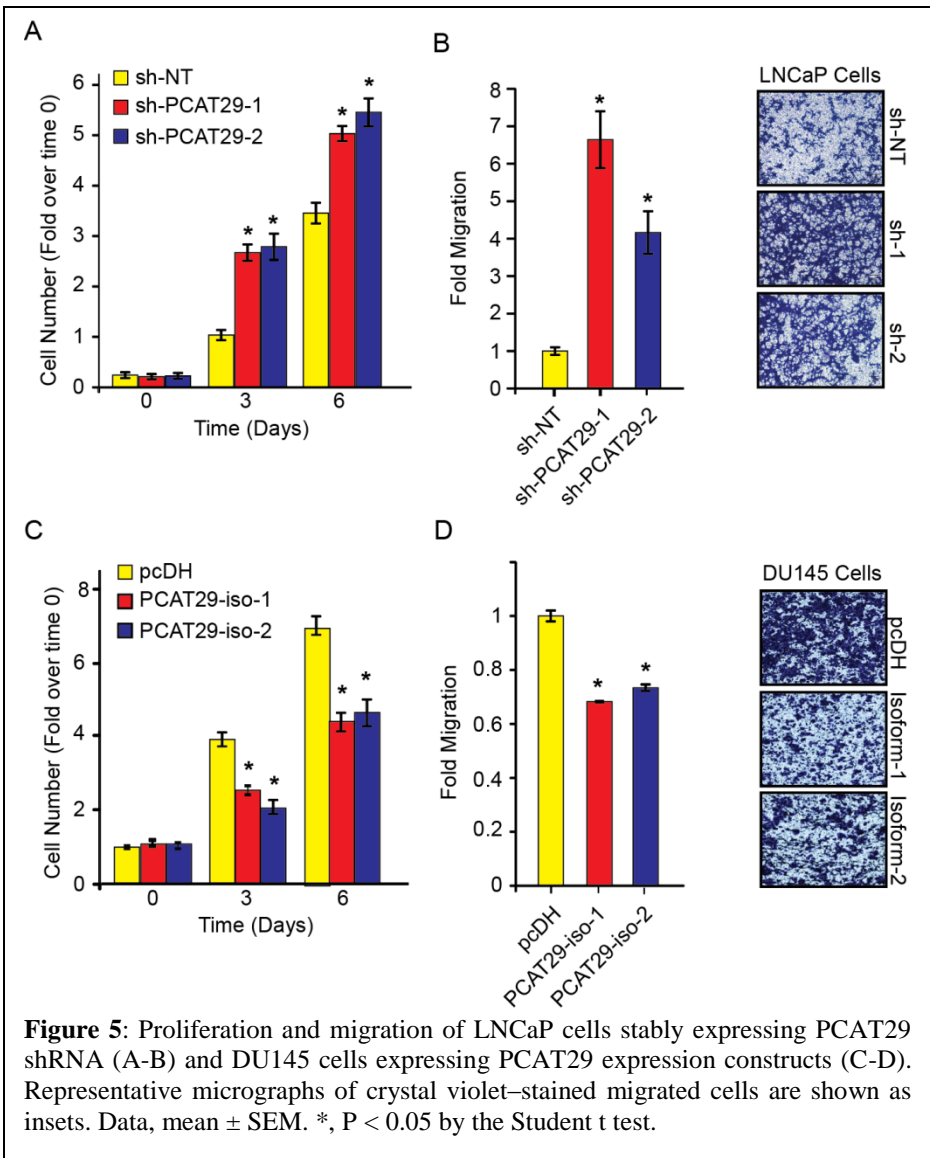 A
sh-NT
sh-PCAT29-1
sh-PCAT29-2
Cell Number (Fold over time 0)
6
5
4
3
2
1
0
* *
* *
0 3 6
Time (Days)
B
Fold Migration
8
7
6
4
2
1
0
*
*
sh-NT
sh-PCAT29-1
sh-PCAT29-2
LNCaP Cells
sh-NT
sh-1
sh-2
C
pcDH
PCAT29-iso-1
PCAT29-iso-2
Cell Number (Fold over time 0)
8
6
4
2
0
* *
* *
0 3 6
Time (Days)
D
Fold Migration
1
0.8
0.6
0.4
0.2
0
* *
pcDH
PCAT29-iso-1
PCAT29-iso-2
DU145 Cells
pcDH
Isoform-1
Isoform-2
Figure 5: Proliferation and migration of LNCaP cells stably expressing PCAT29
shRNA (A-B) and DU145 cells expressing PCAT29 expression constructs (C-D).
Representative micrographs of crystal violet–stained migrated cells are shown as
insets. Data, mean ± SEM. *, P < 0.05 by the Student t test.